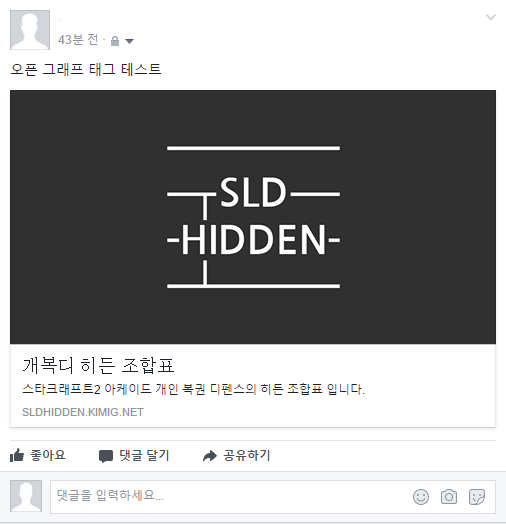 43분 전 ·
오픈 그래프 태그 테스트
SLD
-HIDDEN-
개복디 히든 조합표
스타크래프트2 아케이드 개인 복권 디펜스의 히든 조합표 입니다.
SLDHIDDEN.KIMIG.NET
좋아요 댓글 달기 공유하기
댓글을 입력하세요...